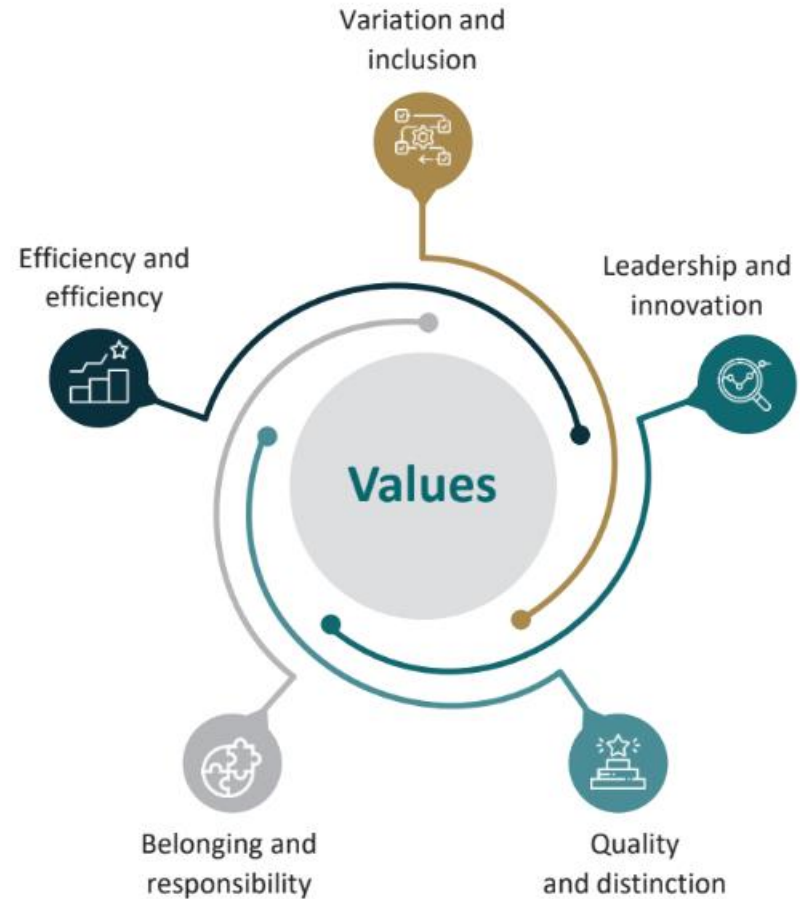 Variation and
inclusion
Efficiency and
efficiency
Leadership and
innovation
Values
Belonging and
responsibility
Quality
and distinction